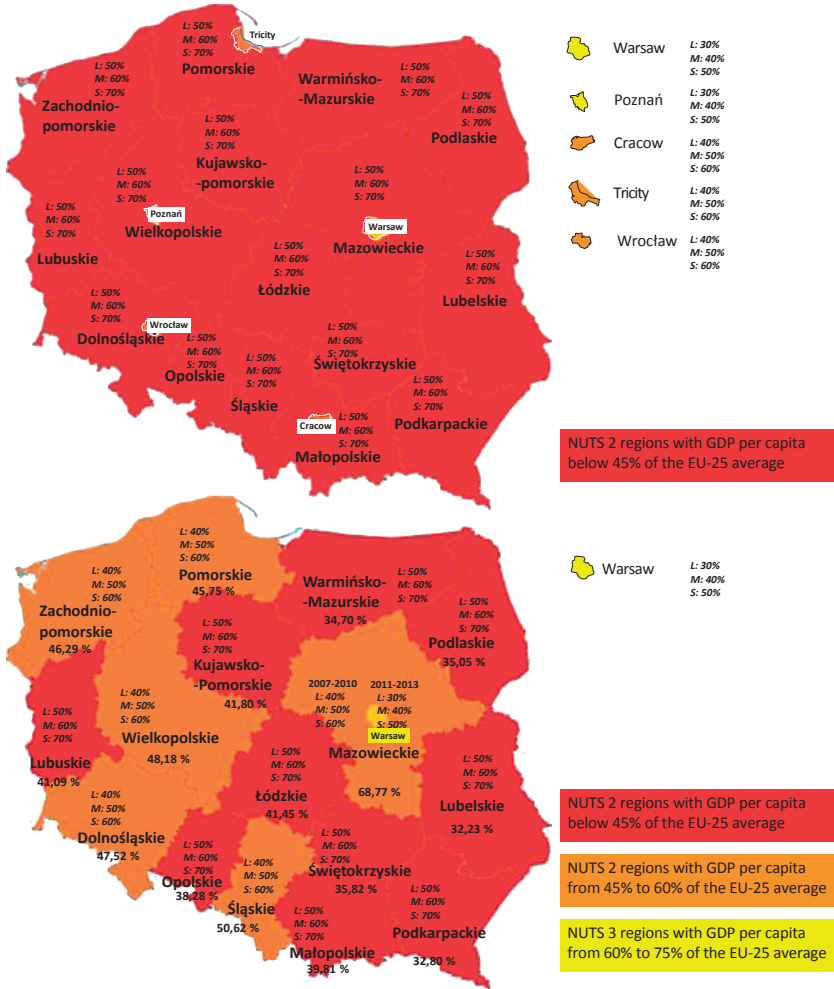 L: 50%
M: 60%
S: 70%
Pomorskie
Tricity
L: 50%
M: 60%
S: 70%
Zachodnio-
pomorskie
L: 50%
M: 60%
S: 70%
Warmińsko-
-Mazurskie
L: 50%
M: 60%
S: 70%
Podlaskie
L: 50%
M: 60%
S: 70%
Kujawsko-
-pomorskie
L: 50%
M: 60%
S: 70%
Poznań
Wielkopolskie
L: 50%
M: 60%
S: 70%
Warsaw
Mazowieckie
L: 50%
M: 60%
S: 70%
Lubuskie
L: 50%
M: 60%
S: 70%
Łódzkie
L: 50%
M: 60%
S: 70%
Lubelskie
L: 50%
M: 60%
S: 70%
Wrocław
Dolnośląskie
L: 50%
M: 60%
S: 70%
Opolskie
L: 50%
M: 60%
S: 70%
Śląskie
L: 50%
M: 60%
S: 70%
Świętokrzyskie
L: 50%
M: 60%
S: 70%
Podkarpackie
Cracow
L: 50%
M: 60%
S: 70%
Małopolskie
Warsaw
L: 30%
M: 40%
S: 50%
Poznań
L: 30%
M: 40%
S: 50%
Cracow
L: 40%
M: 50%
S: 60%
Tricity
L: 40%
M: 50%
S: 60%
Wrocław
L: 40%
M: 50%
S: 60%
NUTS 2 regions with GDP per capita
below 45% of the EU-25 average
L: 40%
M: 50%
S: 60%
Pomorskie
45,75 %
L: 40%
M: 50%
S: 60%
Zachodnio-
pomorskie
46,29 %
L: 50%
M: 60%
S: 70%
Warmińsko-
-Mazurskie
34,70 %
L: 50%
M: 60%
S: 70%
Podlaskie
35,05 %
L: 50%
M: 60%
S: 70%
Kujawsko-
-Pomorskie
41,80 %
2007-2010
L: 40%
M: 50%
S: 60%
2011-2013
L: 30%
M: 40%
S: 50%
Warsaw
Mazowieckie
68,77 %
L: 40%
M: 50%
S: 60%
Wielkopolskie
48,18 %
L: 50%
M: 60%
S: 70%
Lubuskie
41,09 %
L: 50%
M: 60%
S: 70%
Łódzkie
41,45 %
L: 50%
M: 60%
S: 70%
Lubelskie
32,23 %
L: 40%
M: 50%
S: 60%
Dolnośląskie
47,52 %
L: 50%
M: 60%
S: 70%
Opolskie
38,28 %
L: 40%
M: 50%
S: 60%
Śląskie
50,62 %
L: 50%
M: 60%
S: 70%
Świętokrzyskie
35,82 %
L: 50%
M: 60%
S: 70%
Małopolskie
39,81 %
L: 50%
M: 60%
S: 70%
Podkarpackie
32,80 %
Warsaw
L: 30%
M: 40%
S: 50%
NUTS 2 regions with GDP per capita
below 45% of the EU-25 average
NUTS 2 regions with GDP per capita
from 45% to 60% of the EU-25 average
NUTS 3 regions with GDP per capita
from 60% to 75% of the EU-25 average